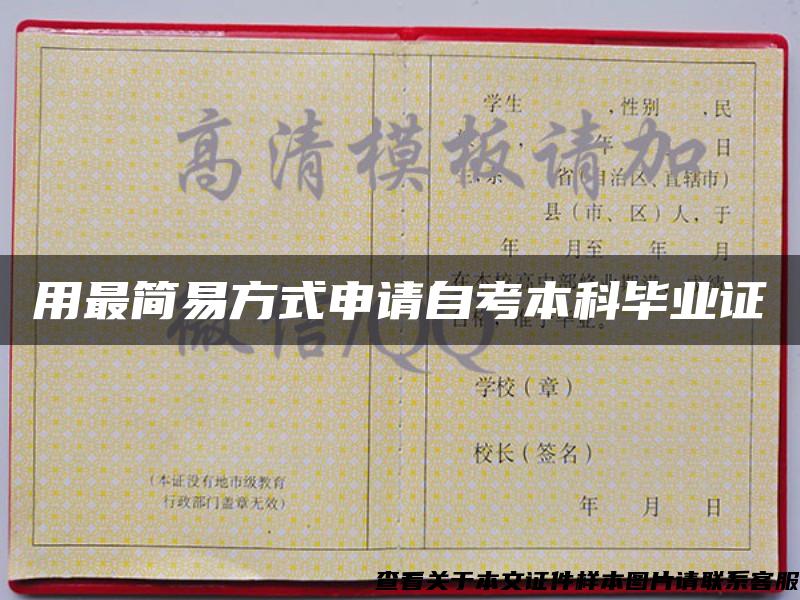 高清模板请加
学生 ，性别 ，民
， 年 日
省（自治区、直辖市）
县（市、区）人，于
年 月至 年 月
用最简易方式申请自考本科毕业证
微信/QQ
学校（章）
校长（签名）
（本证没有地市级教育
行政部门盖章无效）
年 月 日
查看关于本文证件样本图片请联系客服